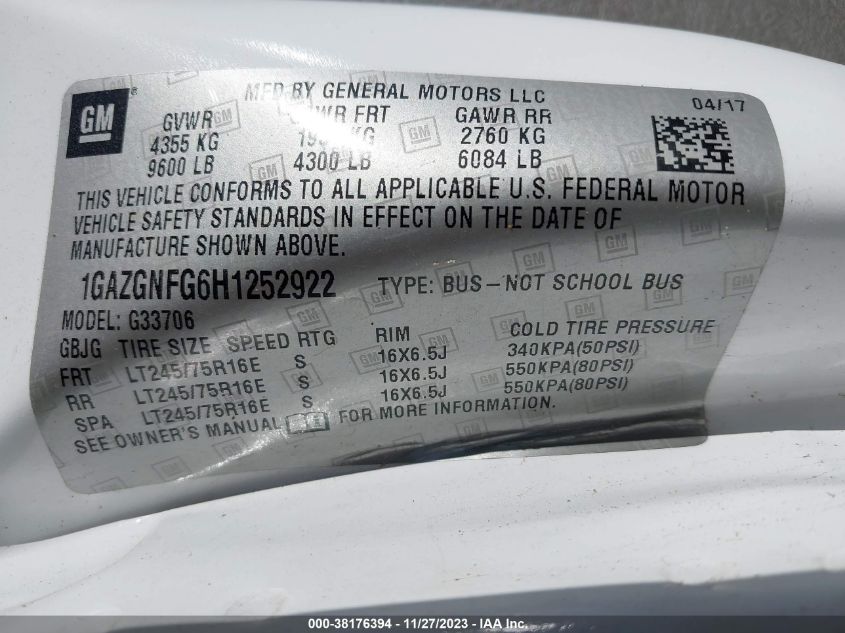 MFD BY GENERAL MOTORS LLC
04/17
GM
GVWR FRT GAWR RR
4355 KG KG 2760 KG
9600 LB 4300 LB 6084 LB
THIS VEHICLE CONFORMS TO ALL APPLICABLE U.S. FEDERAL MOTOR
VEHICLE SAFETY STANDARDS IN EFFECT ON THE DATE OF
MANUFACTURE SHOWN ABOVE.
1GAZGNFG6H1252922 TYPE: BUS-NOT SCHOOL BUS
MODEL: G33706
GBJG TIRE SIZE SPEED RTG RIM COLD TIRE PRESSURE
FRT LT245/75R16E S 16X6.5J 340KPA(50PSI)
RR LT245/75R16E S 16X6.5J 550KPA(80PSI)
SPA LT245/75R16E S 16X6.5J 550KPA(80PSI)
SEE OWNER'S MANUAL FOR MORE INFORMATION.
000-38176394 - 11/27/2023 - IAA Inc.